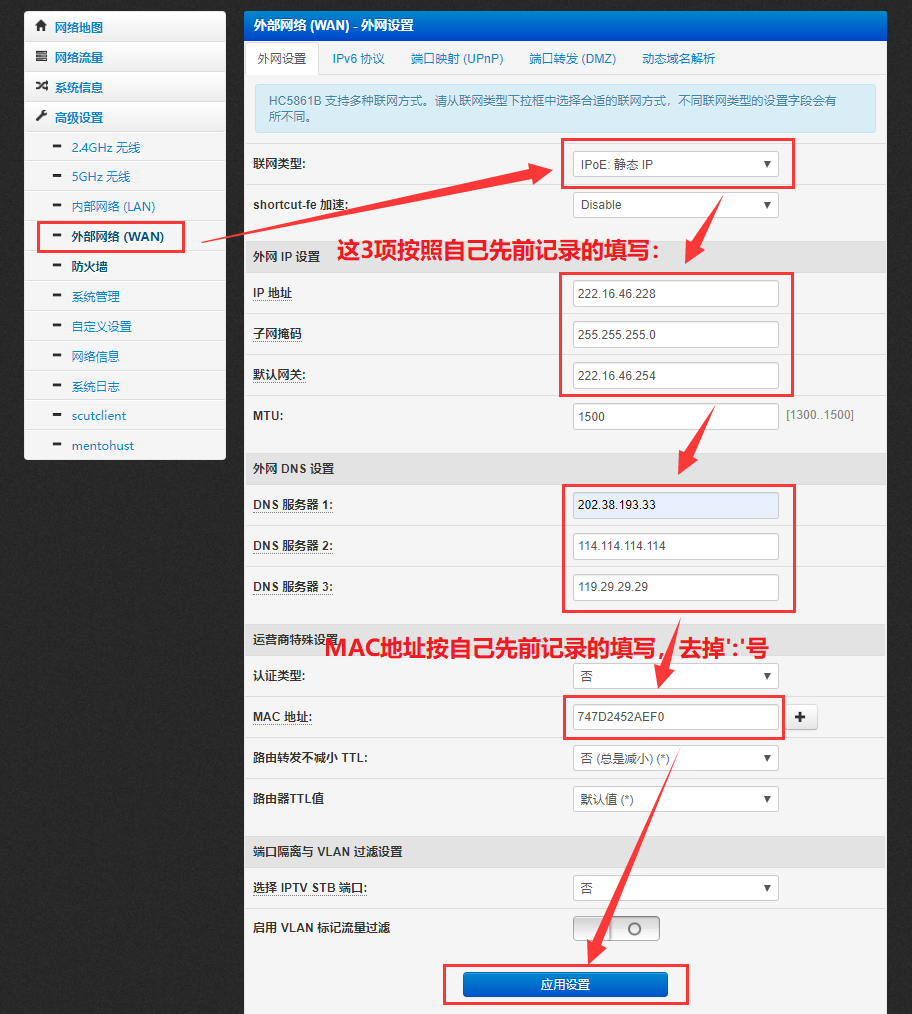 网络地图
网络流量
系统信息
高级设置
2.4GHz 无线
5GHz 无线
内部网络 (LAN)
外部网络 (WAN)
防火墙
系统管理
自定义设置
网络信息
系统日志
scutclient
mentohust
外部网络 (WAN) - 外网设置
外网设置 IPv6 协议 端口映射 (UPnP) 端口转发 (DMZ) 动态域名解析
HC5861B 支持多种联网方式。请从联网类型下拉框中选择合适的联网方式，不同联网类型的设置字段会有
所不同。
联网类型: IPoE: 静态 IP
shortcut-fe 加速: Disable
这3项按照自己先前记录的填写：
外网 IP 设置
IP 地址 222.16.46.228
子网掩码 255.255.255.0
默认网关: 222.16.46.254
MTU: 1500 [1300..1500]
外网 DNS 设置
DNS 服务器 1: 202.38.193.33
DNS 服务器 2: 114.114.114.114
DNS 服务器 3: 119.29.29.29
运营商特殊设置
MAC地址按自己先前记录的填写，去掉':'号
认证类型: 否
MAC 地址: 747D2452AEF0
路由转发不减小 TTL: 否 (总是减小) (*)
路由器TTL值 默认值 (*)
端口隔离与 VLAN 过滤设置
选择 IPTV STB 端口: 否
启用 VLAN 标记流量过滤
应用设置